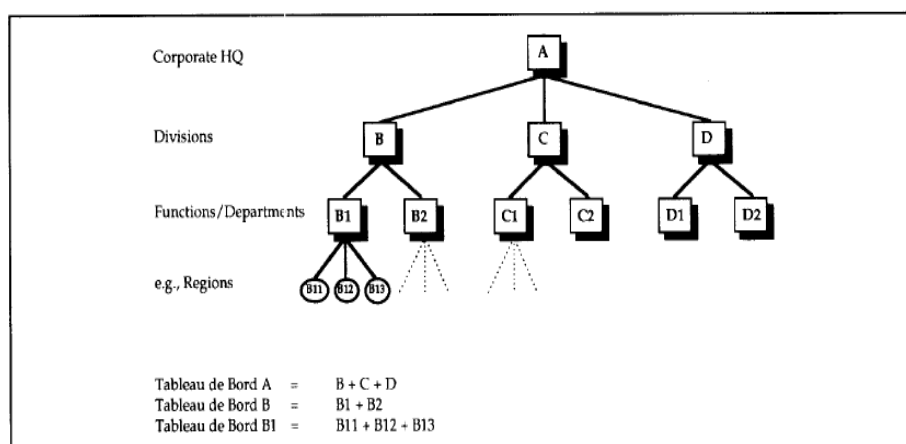 Corporate HQ A
Divisions B C D
Functions/Departments B1 B2 C1 C2 D1 D2
e.g., Regions B11 B12 B13
Tableau de Bord A = B + C + D
Tableau de Bord B = B1 + B2
Tableau de Bord B1 = B11 + B12 + B13